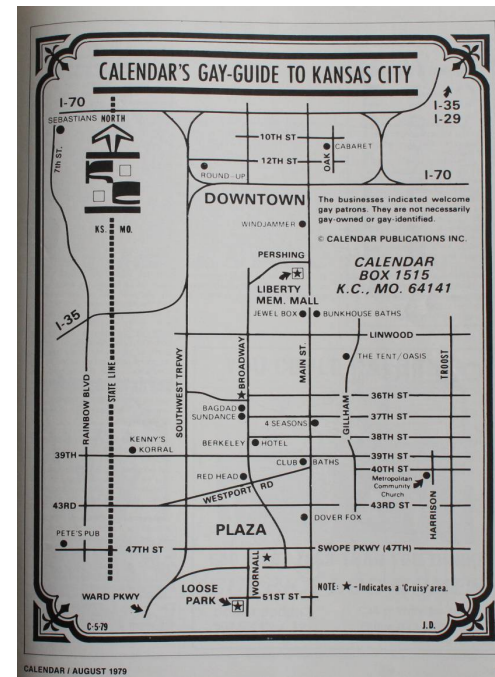 CALENDAR'S GAY-GUIDE TO KANSAS CITY
I-70
I-35
I-29
SEBASTIANS
NORTH
7th ST.
10TH ST
OAK
CABARET
12TH ST
ROUND-UP
I-70
DOWNTOWN
The businesses indicated welcome
gay patrons. They are not necessarily
gay-owned or gay-identified.
KS. MO.
WINDJAMMER
© CALENDAR PUBLICATIONS INC.
PERSHING
CALENDAR
BOX 1515
K.C., MO. 64141
LIBERTY
MEM. MALL
JEWEL BOX
BUNKHOUSE BATHS
I-35
LINWOOD
RAINBOW BLVD
STATE LINE
SOUTHWEST TRFWY
BROADWAY
MAIN ST.
THE TENT/OASIS
GILLHAM
TROOST
36TH ST
BAGDAD
SUNDANCE
37TH ST
4 SEASONS
38TH ST
KENNY'S
KORRAL
BERKELEY HOTEL
39TH
39TH ST
CLUB BATHS
40TH ST
RED HEAD
Metropolitan
Community
Church
WESTPORT RD
HARRISON
43RD
43RD ST
DOVER FOX
PLAZA
PETE'S PUB
47TH ST
SWOPE PKWY (47TH)
WORNALL
WARD PKWY
LOOSE
PARK
51ST ST
NOTE: ★ - Indicates a 'Cruisy' area.
C-5-79
J.D.
CALENDAR / AUGUST 1979